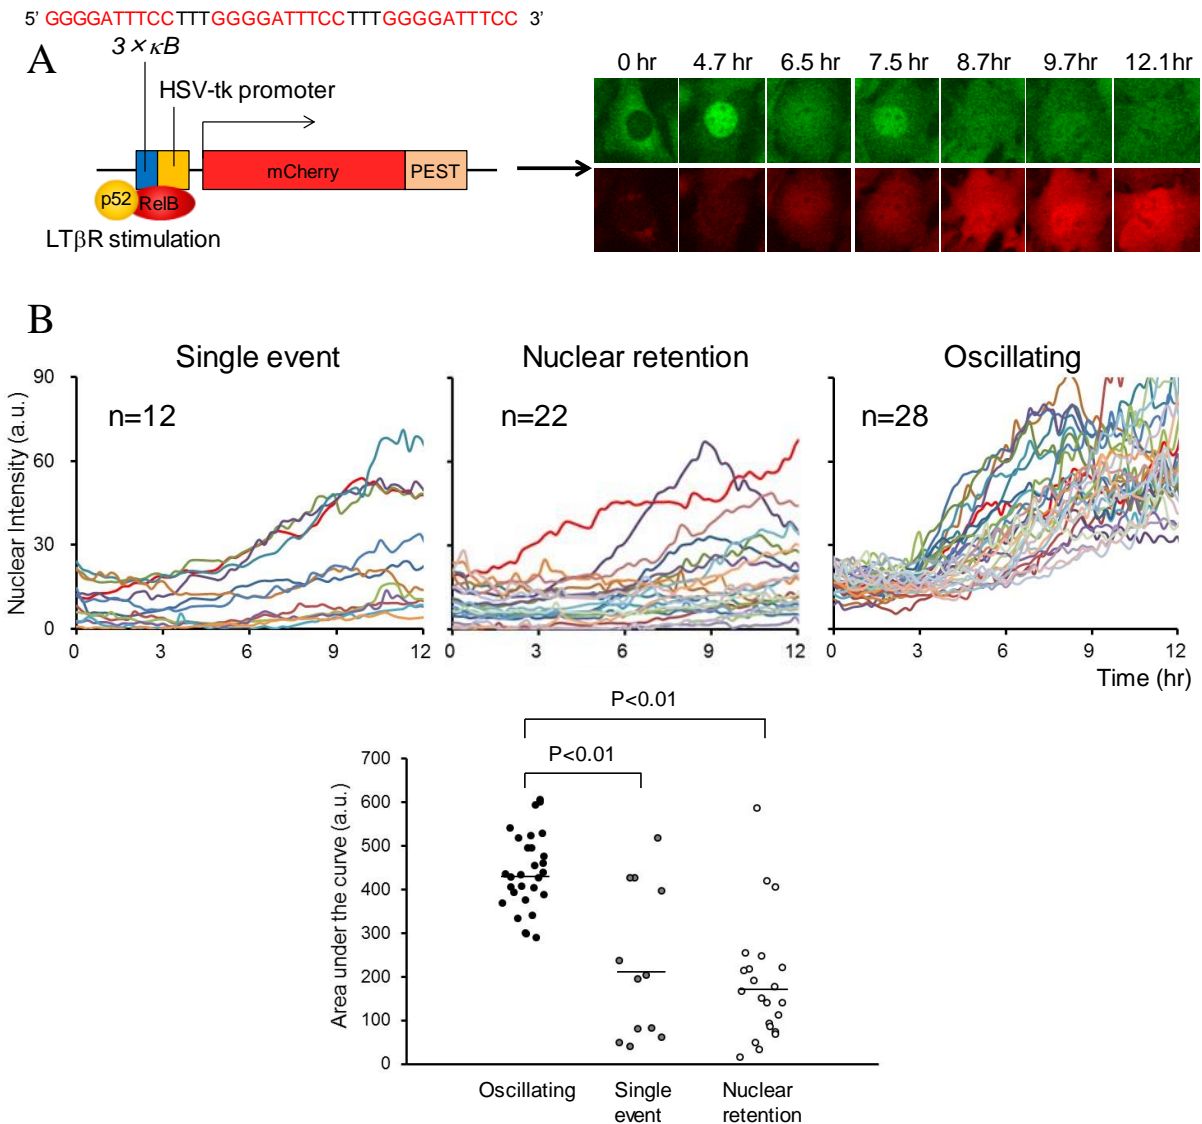 5' GGGGATTTCCTTTGGGGATTTCCTTTGGGGATTTCC 3'
A
3×κB
HSV-tk promoter
mCherry
PEST
p52
RelB
LTβR stimulation
0 hr 4.7 hr 6.5 hr 7.5 hr 8.7hr 9.7hr 12.1hr
B
Single event
Nuclear retention
Oscillating
Nuclear Intensity (a.u.)
90
60
30
0
n=12
n=22
n=28
0 3 6 9 12
0 3 6 9 12
0 3 6 9 12
Time (hr)
P<0.01
P<0.01
Area under the curve (a.u.)
700
600
500
400
300
200
100
0
Oscillating
Single
event
Nuclear
retention